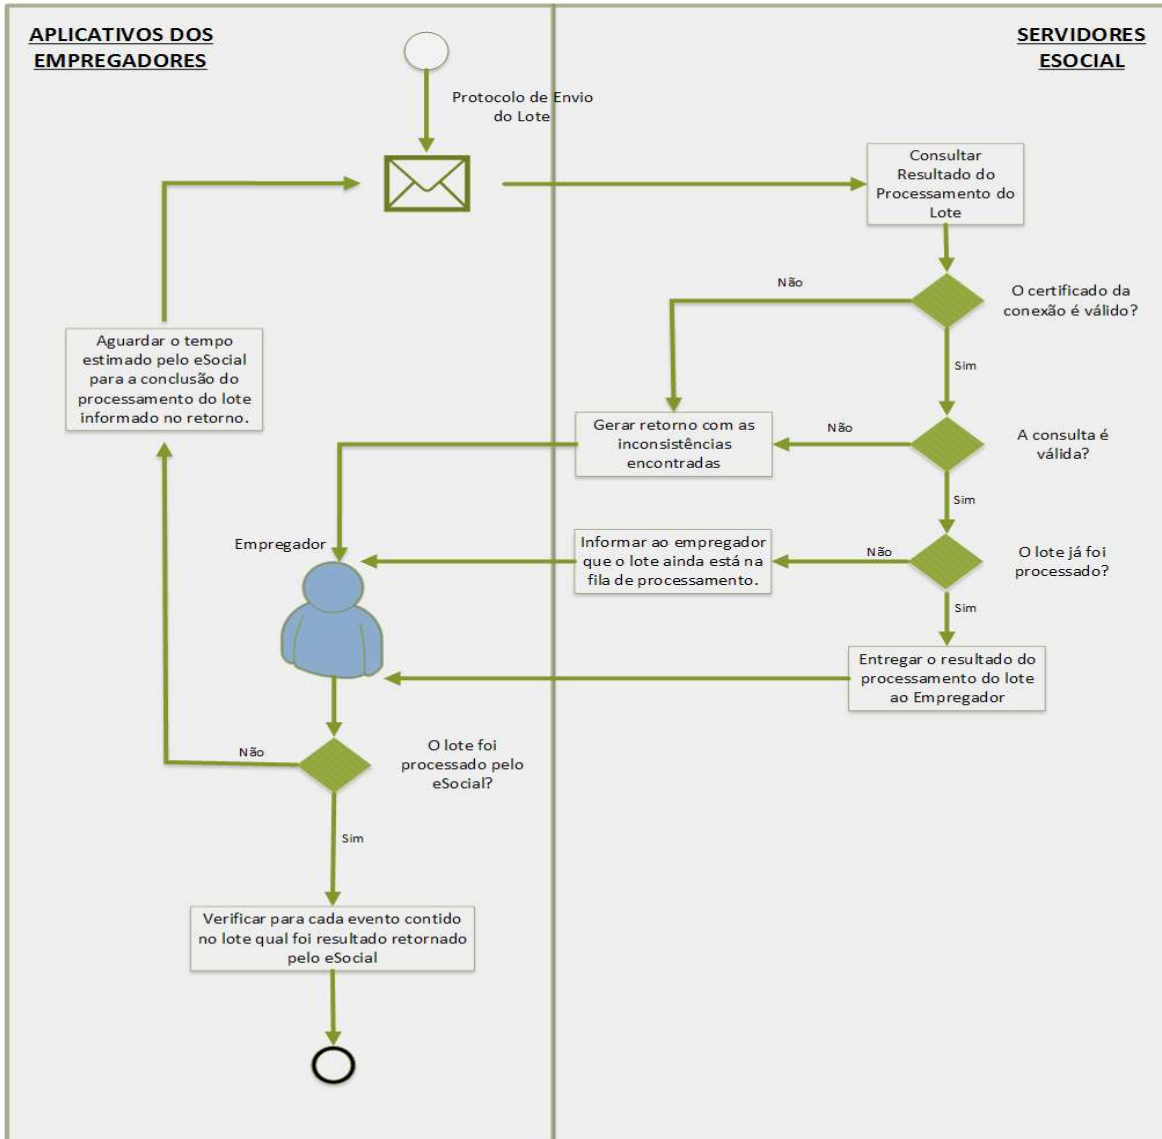 APLICATIVOS DOS
EMPREGADORES
SERVIDORES
ESOCIAL
Protocolo de Envio
do Lote
Consultar
Resultado do
Processamento do
Lote
Não
O certificado da
conexão é válido?
Sim
Aguardar o tempo
estimado pelo eSocial
para a conclusão do
processamento do lote
informado no retorno.
Gerar retorno com as
inconsistências
encontradas
Não
A consulta é
válida?
Sim
Empregador
Informar ao empregador
que o lote ainda está na
fila de processamento.
Não
O lote já foi
processado?
Sim
Entregar o resultado do
processamento do lote
ao Empregador
Não
O lote foi
processado pelo
eSocial?
Sim
Verificar para cada evento contido
no lote qual foi resultado retornado
pelo eSocial